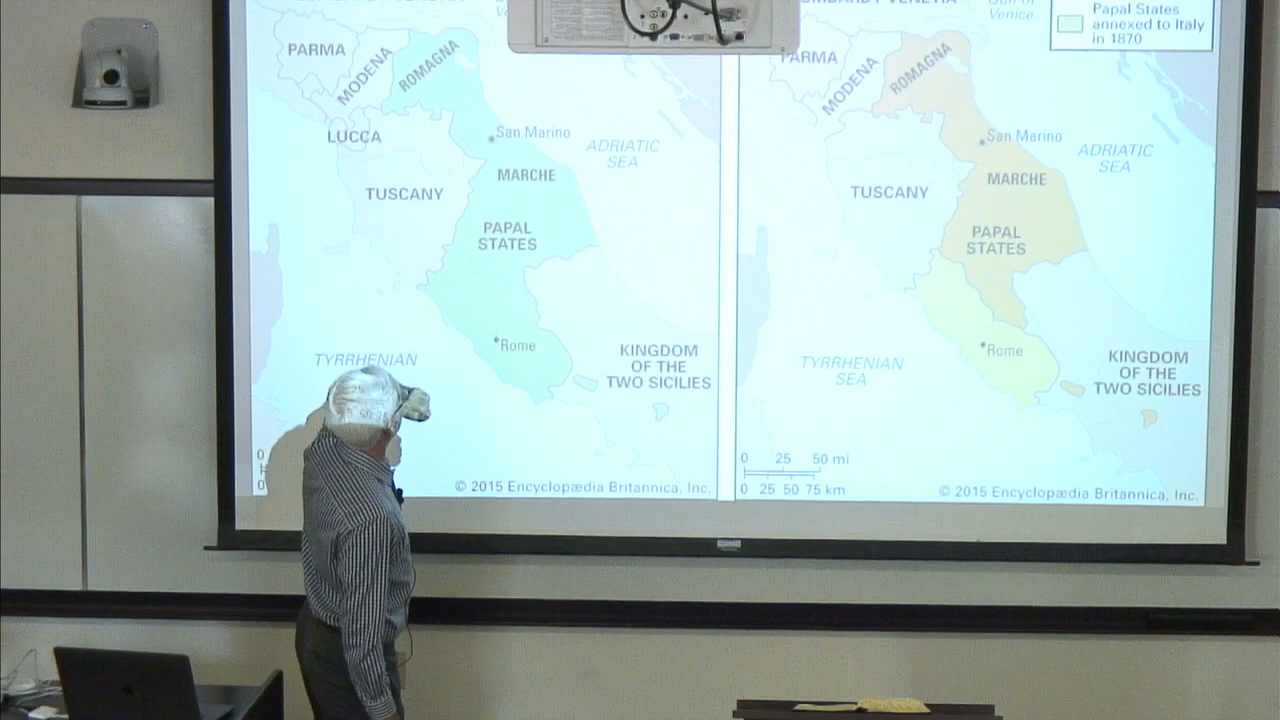 PARMA
MODENA
ROMAGNA
LUCCA
San Marino
ADRIATIC
SEA
TUSCANY
MARCHE
PAPAL
STATES
Rome
TYRRHENIAN
KINGDOM
OF THE
TWO SICILIES
0
0
© 2015 Encyclopædia Britannica, Inc.
Gulf of
Venice
Papal States
annexed to Italy
in 1870
PARMA
MODENA
ROMAGNA
San Marino
ADRIATIC
SEA
TUSCANY
MARCHE
PAPAL
STATES
Rome
TYRRHENIAN
SEA
KINGDOM
OF THE
TWO SICILIES
0 25 50 mi
0 25 50 75 km
© 2015 Encyclopædia Britannica, Inc.